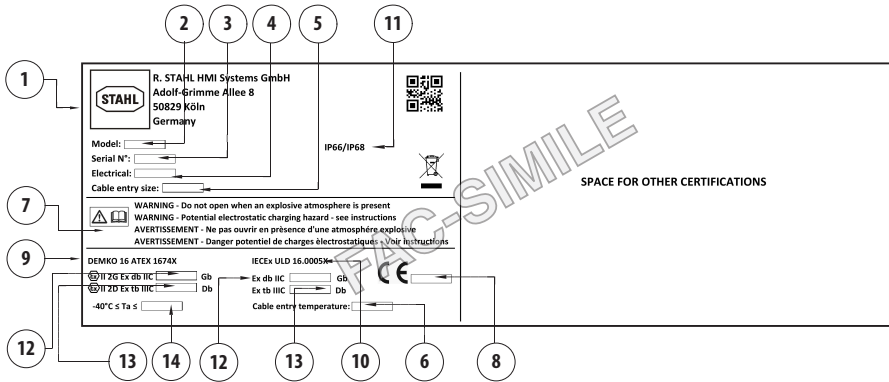 2 3 4 5 11
1
STAHL
R. STAHL HMI Systems GmbH
Adolf-Grimme Allee 8
50829 Köln
Germany
Model:
Serial N°:
Electrical:
Cable entry size:
IP66/IP68
FAC-SIMILE
SPACE FOR OTHER CERTIFICATIONS
7
WARNING - Do not open when an explosive atmosphere is present
WARNING - Potential electrostatic charging hazard - see instructions
AVERTISSEMENT - Ne pas ouvrir en prèsence d'une atmosphére explosive
AVERTISSEMENT - Danger potentiel de charges èlectrostatiques - Voir instructions
9
DEMKO 16 ATEX 1674X
Ex II 2G Ex db IIC Gb
Ex II 2D Ex tb IIIC Db
-40°C ≤ Ta ≤
IECEx ULD 16.0005X
Ex db IIC Gb
Ex tb IIIC Db
Cable entry temperature:
CE
12
13 14 12 13 10 6 8